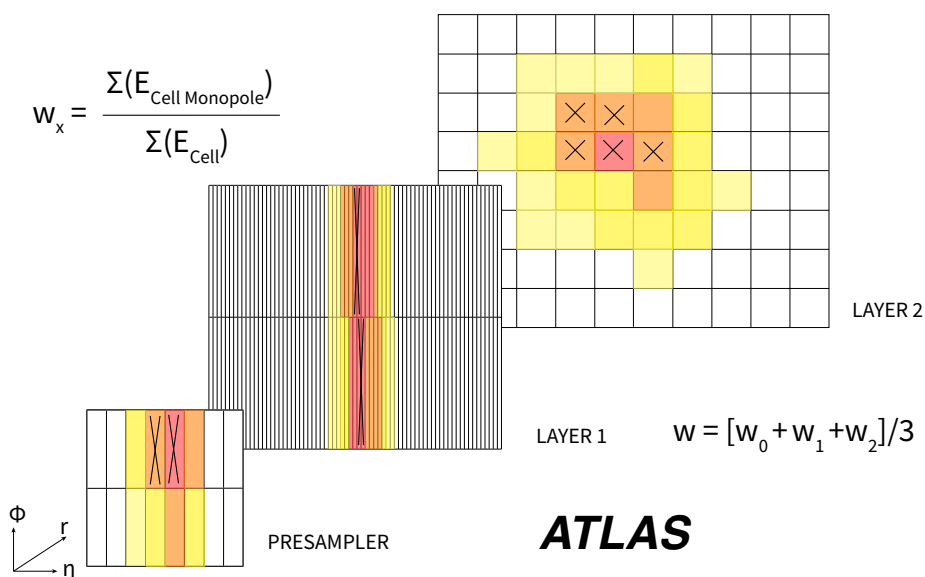 w_x = Σ(E_Cell Monopole) / Σ(E_Cell)
LAYER 2
LAYER 1
w = [w_0 + w_1 + w_2]/3
PRESAMPLER
ATLAS
Φ
r
η